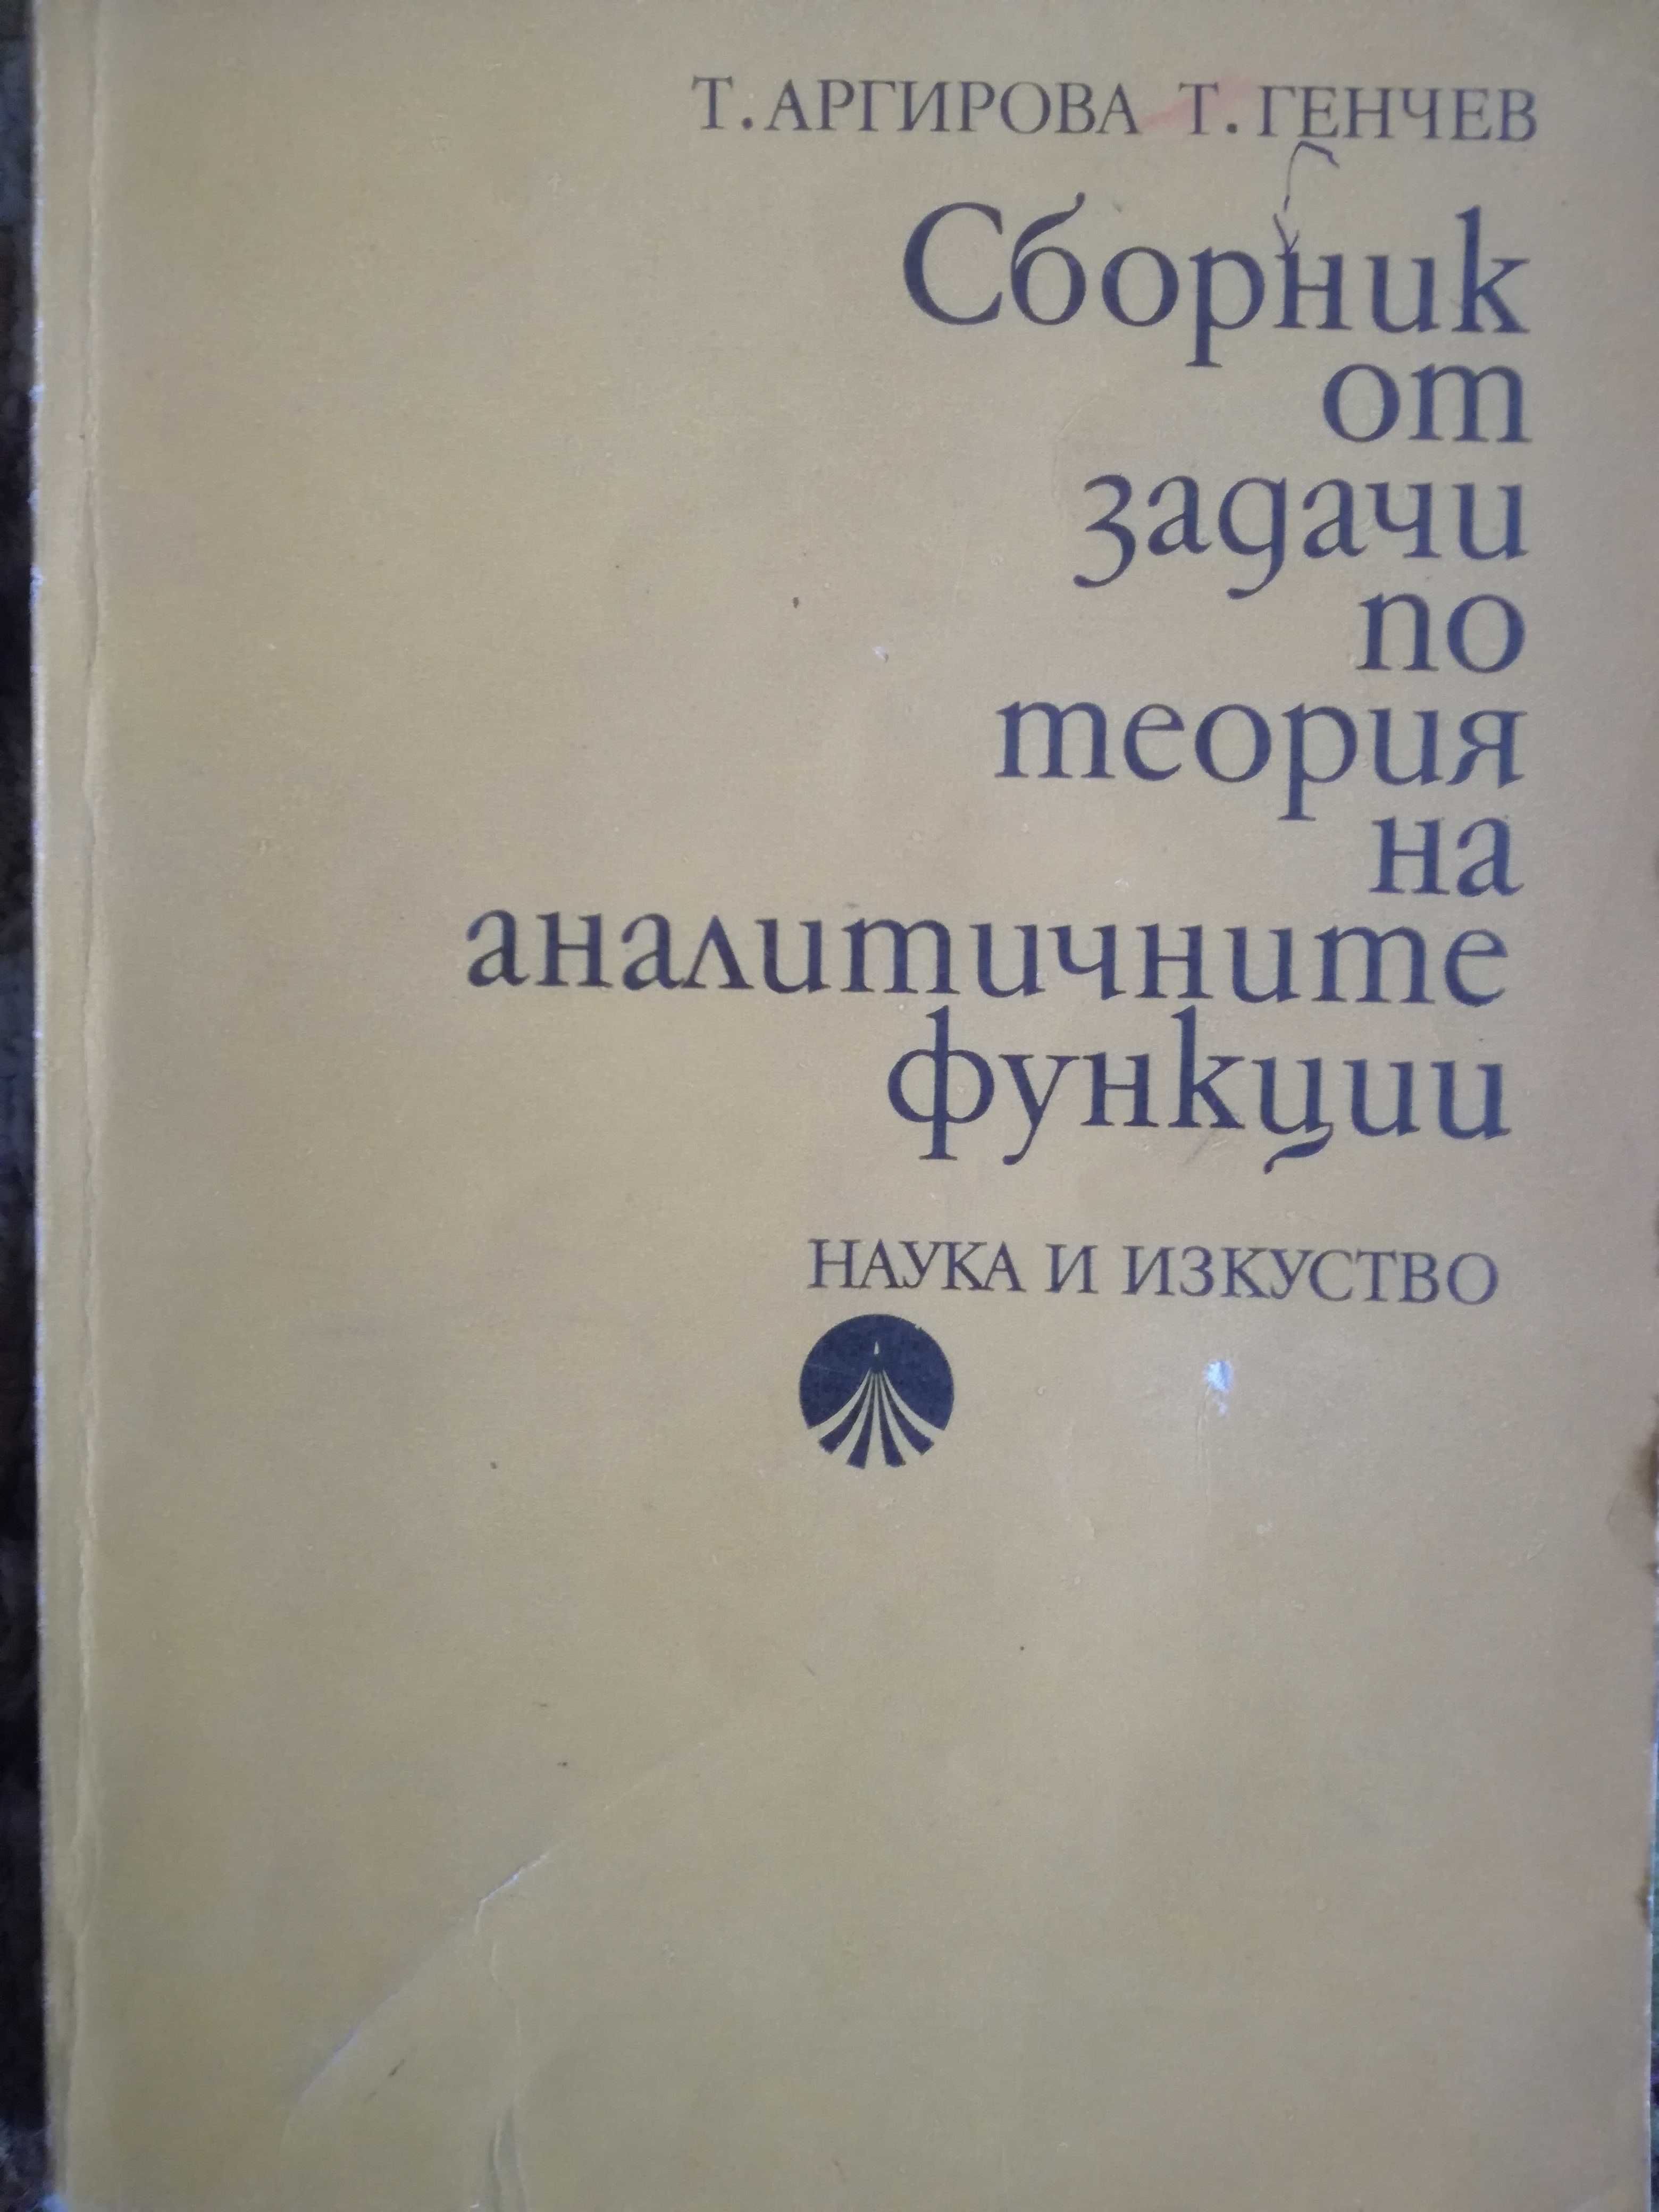 Т. АРГИРОВА Т. ГЕНЧЕВ
Сборник
от
задачи
по
теория
на
аналитичните
функции
НАУКА И ИЗКУСТВО